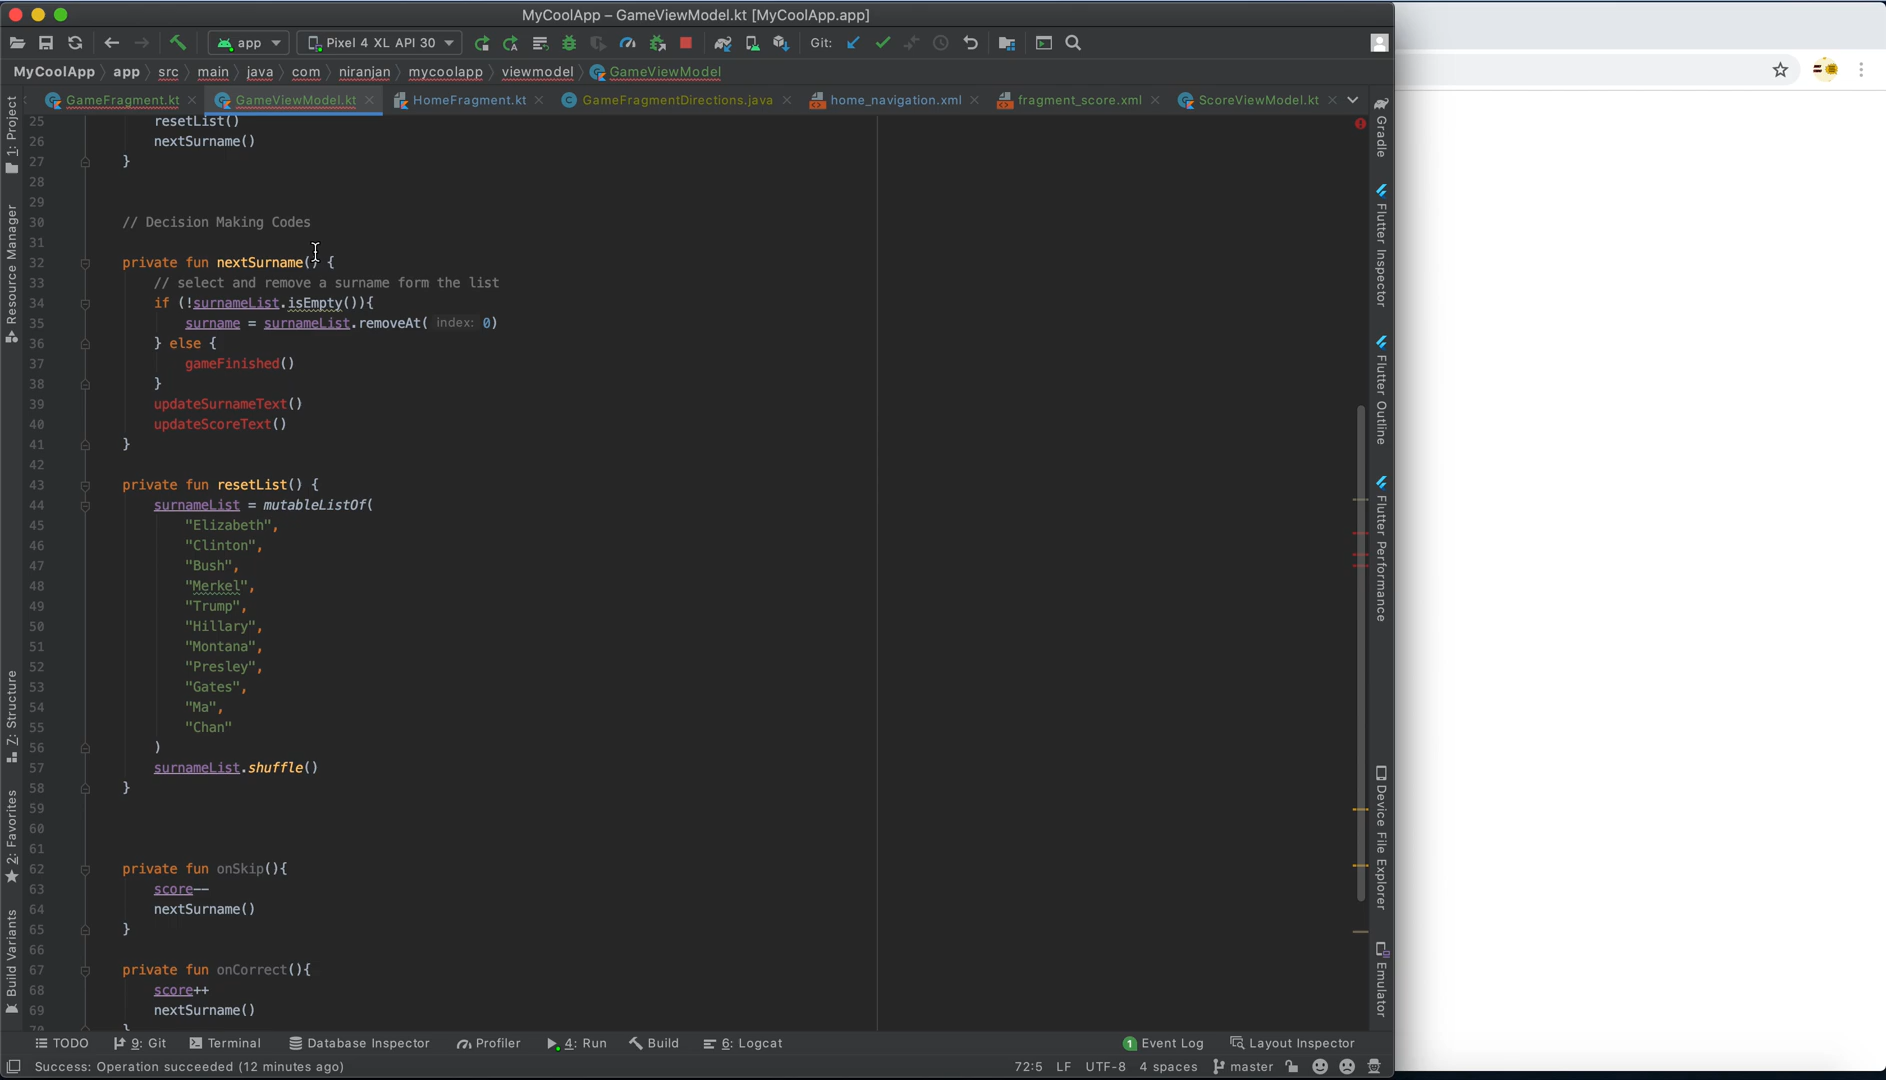 MyCoolApp – GameViewModel.kt [MyCoolApp.app]
app
Pixel 4 XL API 30
Git:
MyCoolApp
app
src
main
java
com
niranjan
mycoolapp
viewmodel
GameViewModel
GameFragment.kt
GameViewModel.kt
HomeFragment.kt
GameFragmentDirections.java
home_navigation.xml
fragment_score.xml
ScoreViewModel.kt
1: Project
Resource Manager
Z: Structure
2: Favorites
Build Variants
25 resetList()
26 nextSurname()
27 }
28
29
30 // Decision Making Codes
31
32 private fun nextSurname() {
33 // select and remove a surname form the list
34 if (!surnameList.isEmpty()){
35 surname = surnameList.removeAt( index: 0)
36 } else {
37 gameFinished()
38 }
39 updateSurnameText()
40 updateScoreText()
41 }
42
43 private fun resetList() {
44 surnameList = mutableListOf(
45 "Elizabeth",
46 "Clinton",
47 "Bush",
48 "Merkel",
49 "Trump",
50 "Hillary",
51 "Montana",
52 "Presley",
53 "Gates",
54 "Ma",
55 "Chan"
56 )
57 surnameList.shuffle()
58 }
59
60
61
62 private fun onSkip(){
63 score--
64 nextSurname()
65 }
66
67 private fun onCorrect(){
68 score++
69 nextSurname()
70 }
Gradle
Flutter Inspector
Flutter Outline
Flutter Performance
Device File Explorer
Emulator
TODO
9: Git
Terminal
Database Inspector
Profiler
4: Run
Build
6: Logcat
1 Event Log
Layout Inspector
Success: Operation succeeded (12 minutes ago)
72:5
LF
UTF-8
4 spaces
master